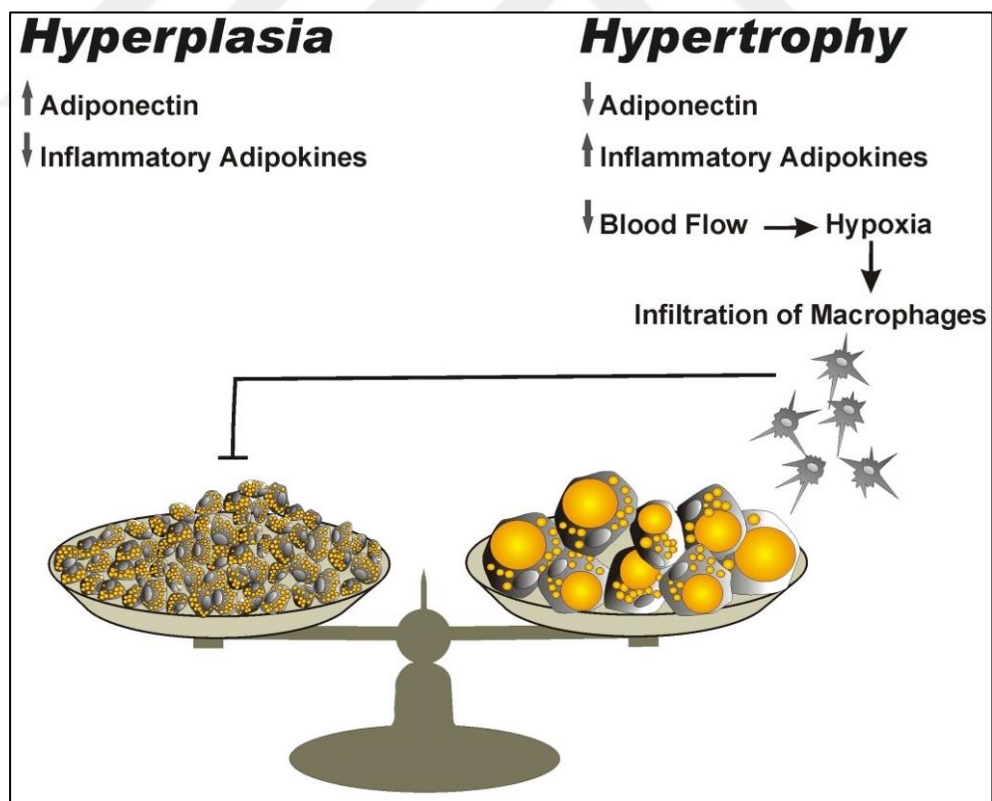 Hyperplasia
↑ Adiponectin
↓ Inflammatory Adipokines
Hypertrophy
↓ Adiponectin
↑ Inflammatory Adipokines
↓ Blood Flow → Hypoxia
Infiltration of Macrophages